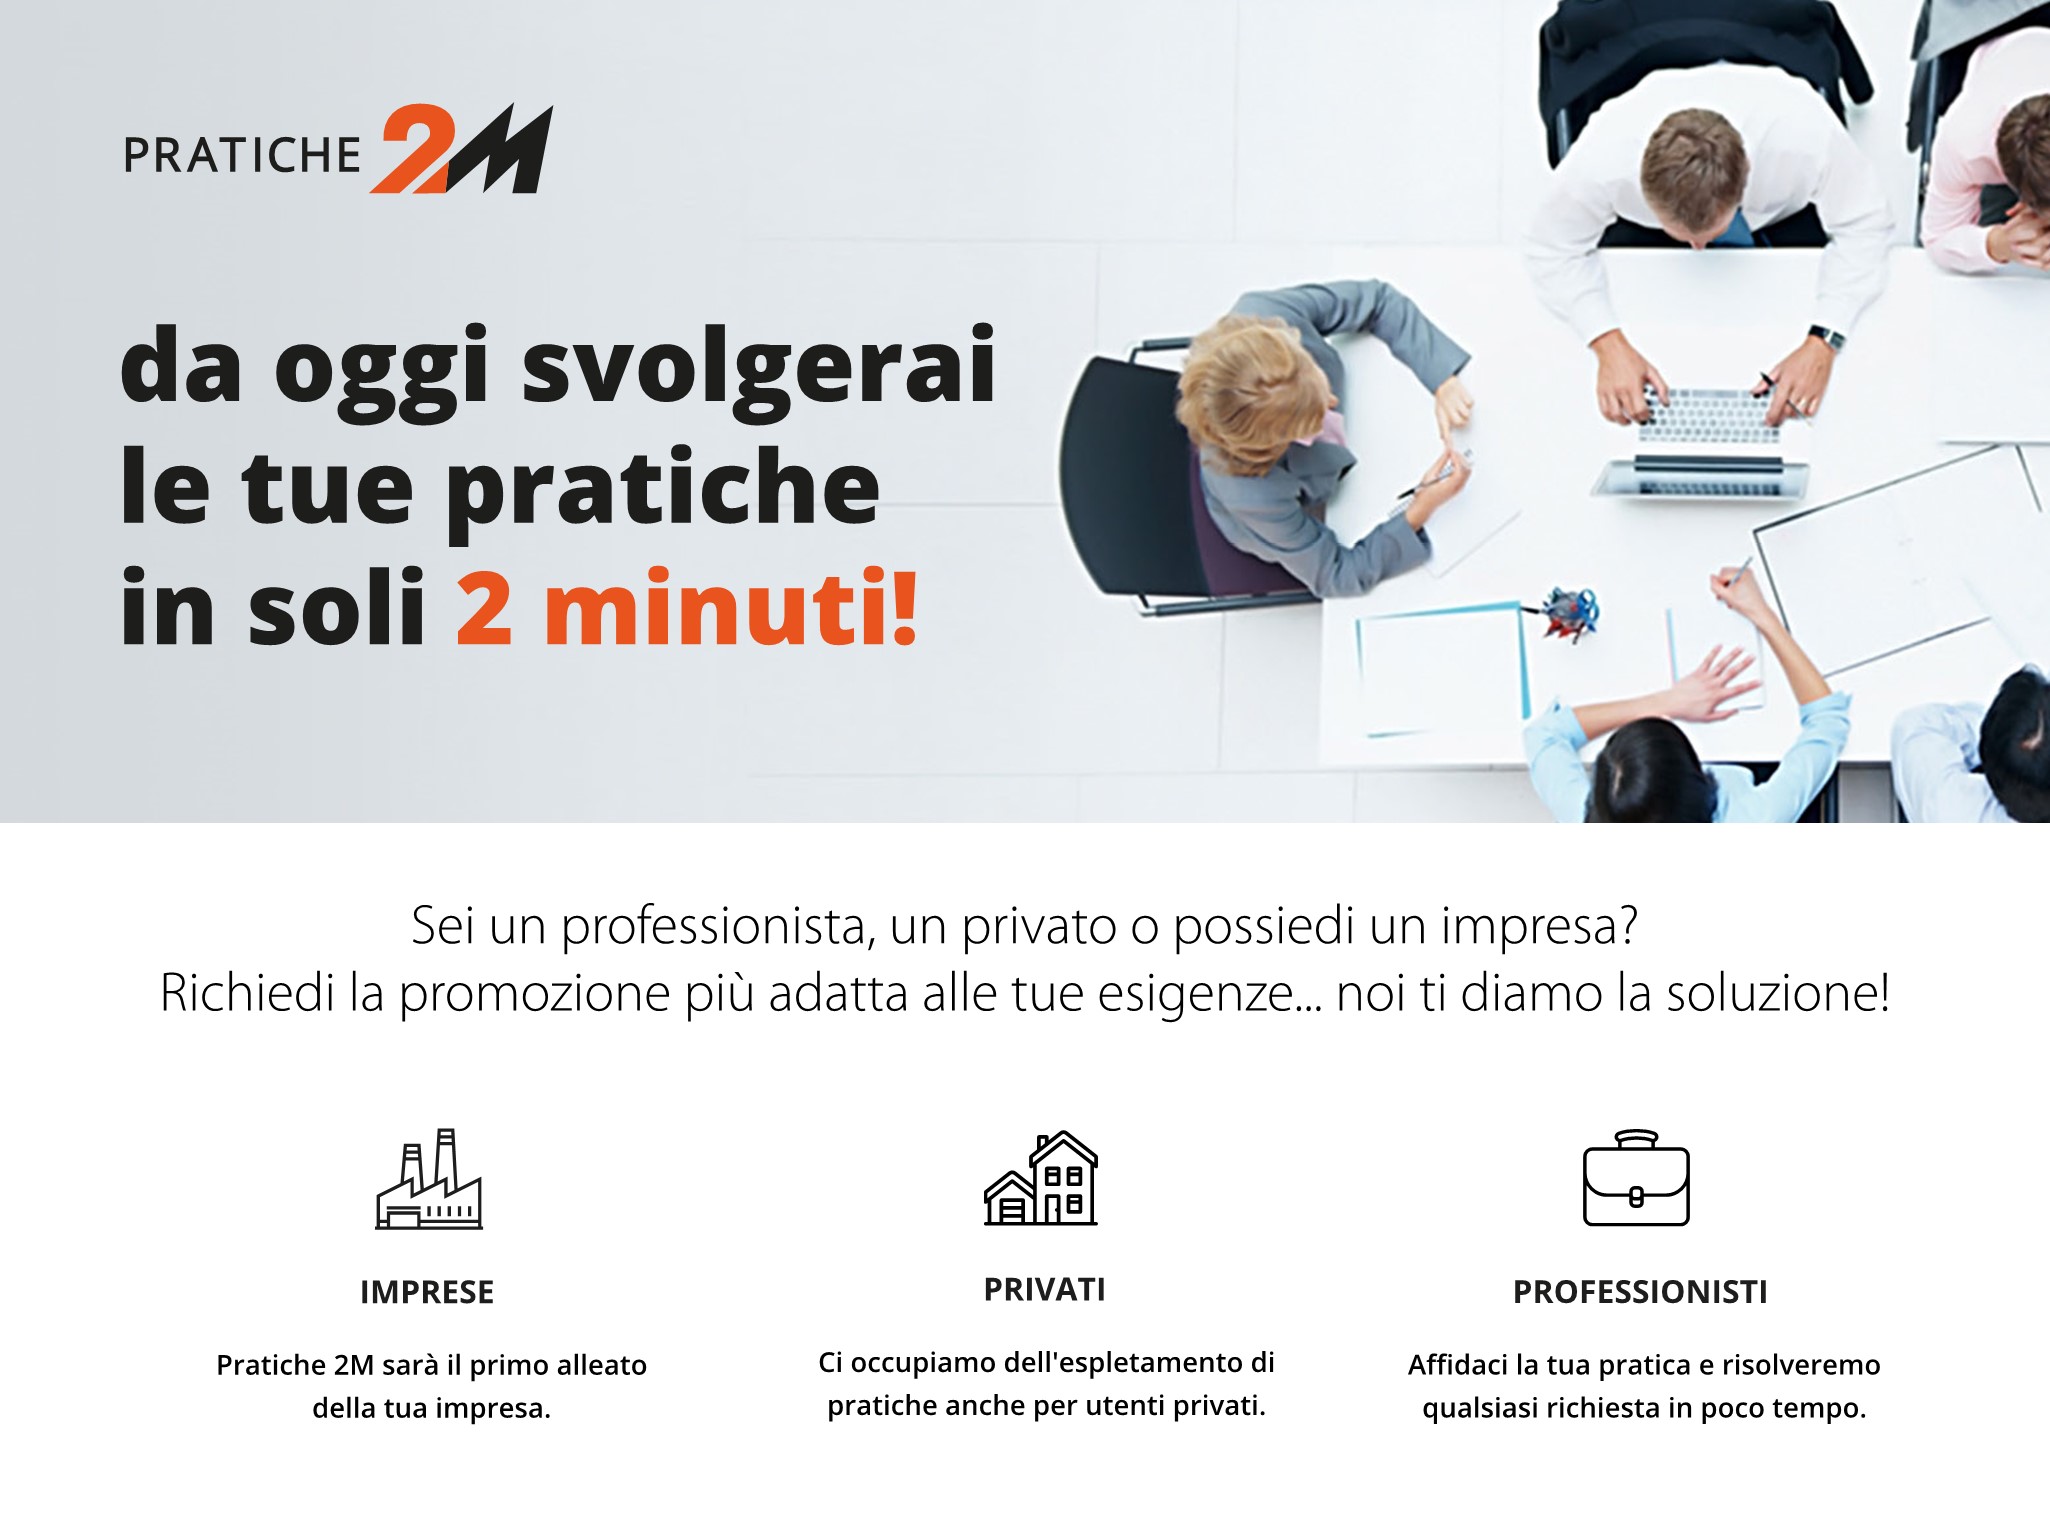 PRATICHE 2M
da oggi svolgerai
le tue pratiche
in soli 2 minuti!
Sei un professionista, un privato o possiedi un impresa?
Richiedi la promozione più adatta alle tue esigenze... noi ti diamo la soluzione!
IMPRESE
Pratiche 2M sarà il primo alleato
della tua impresa.
PRIVATI
Ci occupiamo dell'espletamento di
pratiche anche per utenti privati.
PROFESSIONISTI
Affidaci la tua pratica e risolveremo
qualsiasi richiesta in poco tempo.